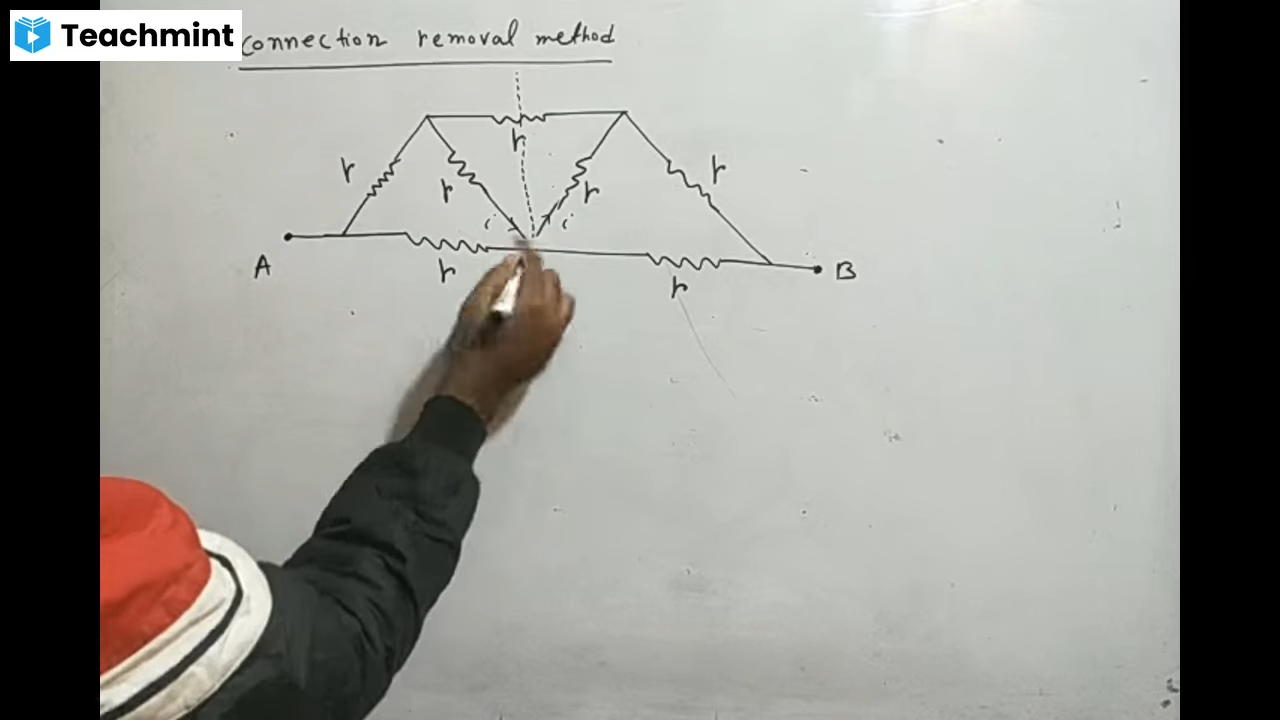 Teachmint
connection removal method
r
r r r
i i
A r r B